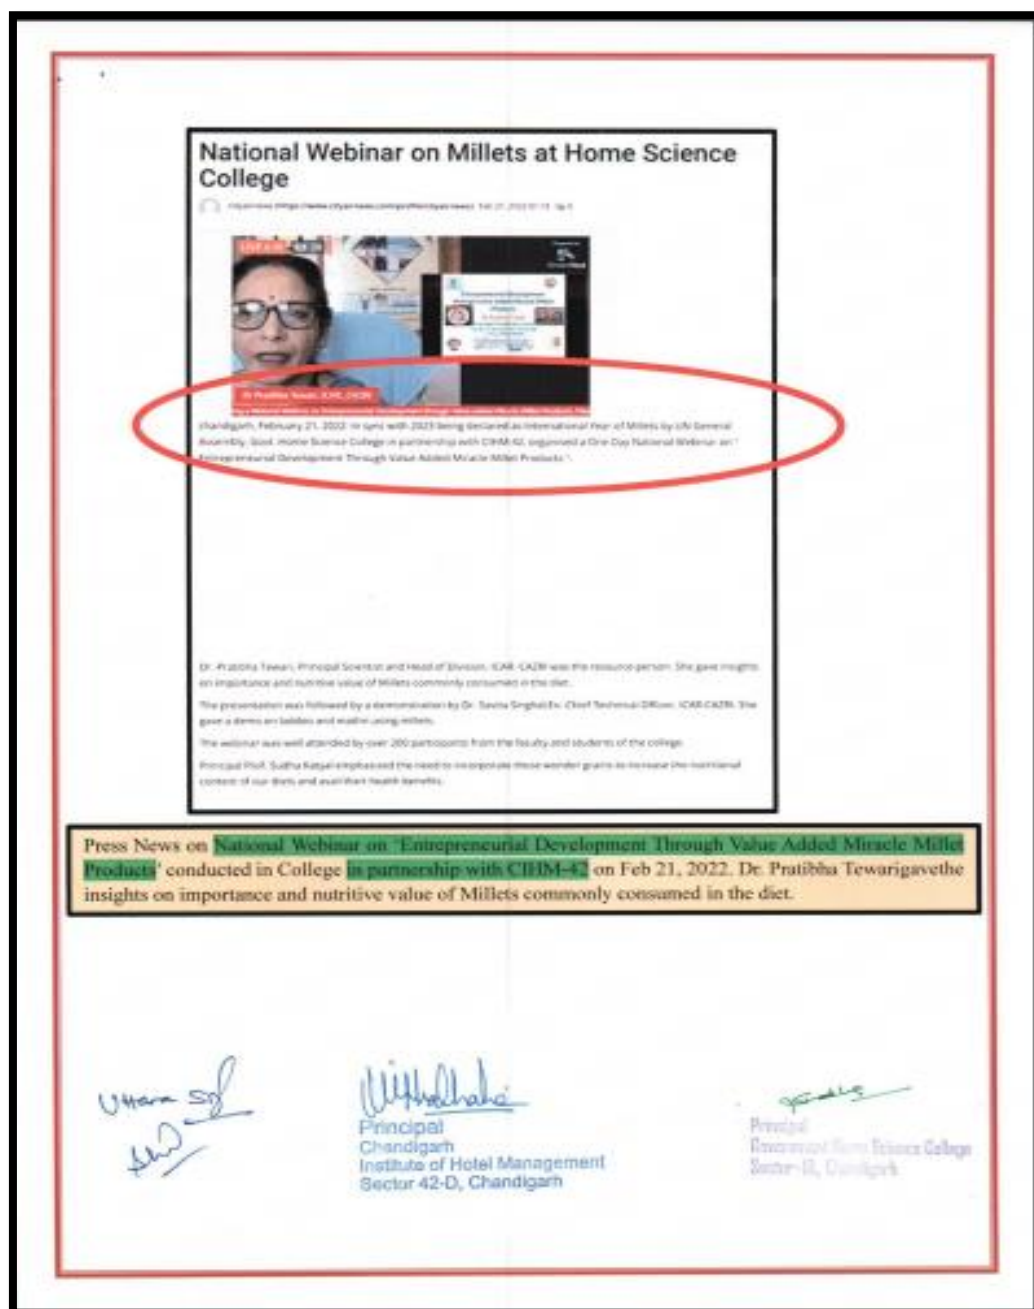 National Webinar on Millets at Home Science
College
LIVE
Dr Pratibha Tewari, ICAR, CAZRI
chandigarh, February 21, 2022: In sync with 2023 being declared as International Year of Millets by UN General
Assembly, Govt. Home Science College in partnership with CIHM-42, organised a One Day National Webinar on "
Entrepreneurial Development Through Value Added Miracle Millet Products ".
Dr. Pratibha Tewari, Principal Scientist and Head of Division, ICAR -CAZRI was the resource person. She gave insights
on importance and nutritive value of Millets commonly consumed in the diet.
The presentation was followed by a demonstration by Dr. Savita Singhal, Ex- Chief Technical Officer, ICAR-CAZRI. She
gave a demo on laddoo and mathri using millets.
The webinar was well attended by over 200 participants from the faculty and students of the college.
Principal Prof. Sudha Katyal emphasised the need to incorporate these wonder grains to increase the nutritional
content of our diets and avail their health benefits.
Press News on National Webinar on 'Entrepreneurial Development Through Value Added Miracle Millet
Products' conducted in College in partnership with CIHM-42 on Feb 21, 2022. Dr. Pratibha Tewarigavethe
insights on importance and nutritive value of Millets commonly consumed in the diet.
Principal
Chandigarh
Institute of Hotel Management
Sector 42-D, Chandigarh
Principal
Government Home Science College
Chandigarh